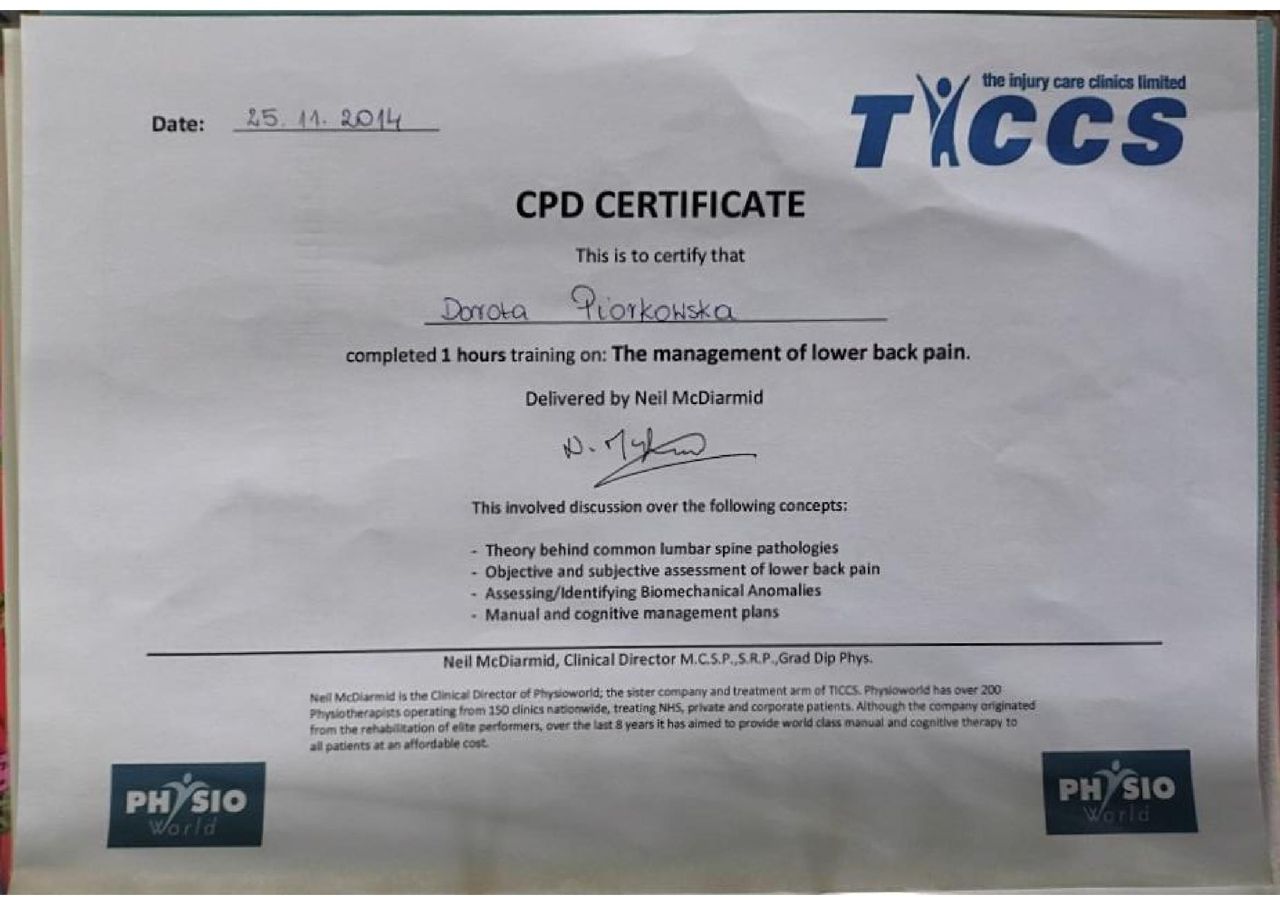 the injury care clinics limited
TICCS
Date: 25. 11. 2014
CPD CERTIFICATE
This is to certify that
Dorota Piorkowska
completed 1 hours training on: The management of lower back pain.
Delivered by Neil McDiarmid
This involved discussion over the following concepts:
- Theory behind common lumbar spine pathologies
- Objective and subjective assessment of lower back pain
- Assessing/Identifying Biomechanical Anomalies
- Manual and cognitive management plans
Neil McDiarmid, Clinical Director M.C.S.P.,S.R.P.,Grad Dip Phys.
Neil McDiarmid is the Clinical Director of Physioworld; the sister company and treatment arm of TICCS. Physioworld has over 200
Physiotherapists operating from 150 clinics nationwide, treating NHS, private and corporate patients. Although the company originated
from the rehabilitation of elite performers, over the last 8 years it has aimed to provide world class manual and cognitive therapy to
all patients at an affordable cost.
PHYSIO
World
PHYSIO
World